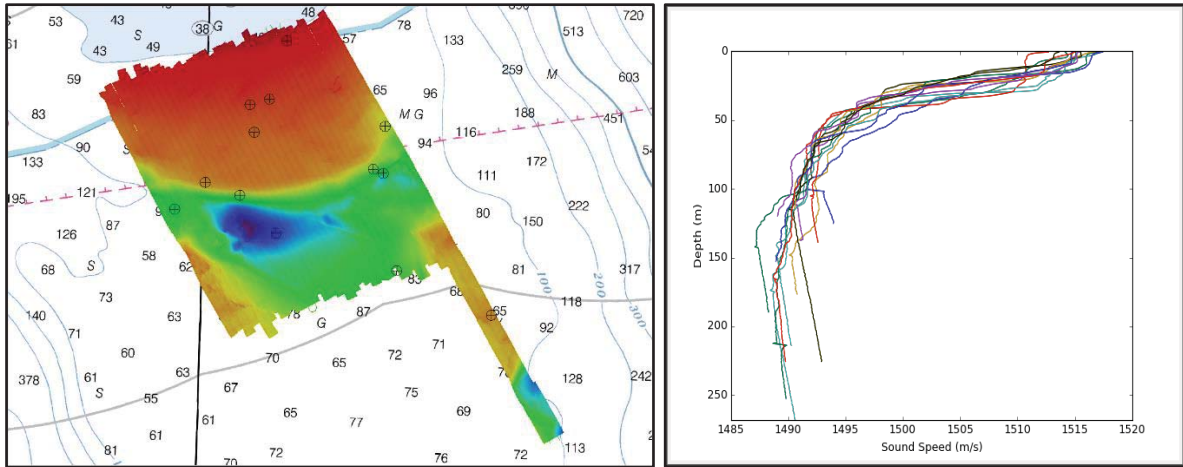 53 43 43 S 38 G 48 78 720
61 43 49 57 133 513
59 65 259 M 603
83 96 188
90 S M G 116 451
133 94 172
195 121 111
87 80 150 222
126 58
68 S 62 83 81 100 200 317
73 68 118 300
140 63 78 87 65 92
71 G 71
60 70 65 72 128 242
378 61 63 67 75
S 55 65 69
61 61 77
81 70 72 76 72 113
0
50
100
150
200
250
Depth (m)
1485 1490 1495 1500 1505 1510 1515 1520
Sound Speed (m/s)